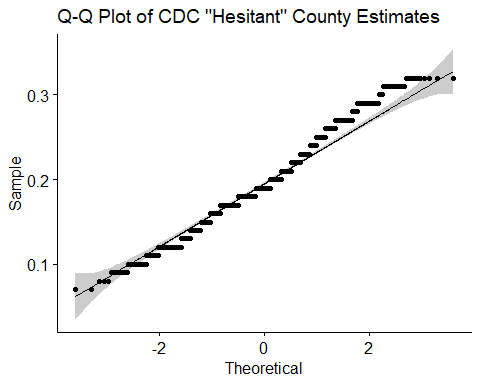 Q-Q Plot of CDC "Hesitant" County Estimates
0.3
0.2
0.1
Sample
-2 0 2
Theoretical